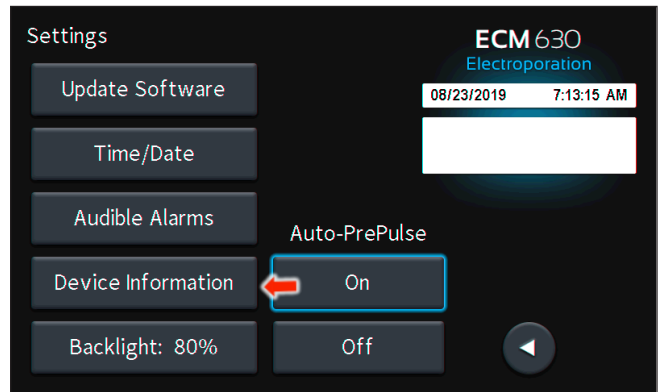 Settings
ECM 630
Electroporation
Update Software
08/23/2019 7:13:15 AM
Time/Date
Audible Alarms
Auto-PrePulse
Device Information
On
Backlight: 80%
Off